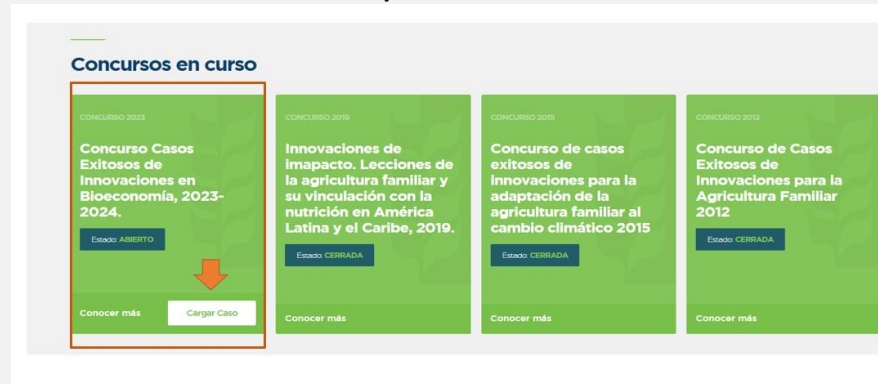 Concursos en curso
CONCURSO 2023
Concurso Casos
Exitosos de
Innovaciones en
Bioeconomía, 2023-
2024.
Estado: ABIERTO
Conocer más
Cargar Caso
CONCURSO 2019
Innovaciones de
imapacto. Lecciones de
la agricultura familiar y
su vinculación con la
nutrición en América
Latina y el Caribe, 2019.
Estado: CERRADA
Conocer más
CONCURSO 2015
Concurso de casos
exitosos de
innovaciones para la
adaptación de la
agricultura familiar al
cambio climático 2015
Estado: CERRADA
Conocer más
CONCURSO 2012
Concurso de Casos
Exitosos de
Innovaciones para la
Agricultura Familiar
2012
Estado: CERRADA
Conocer más